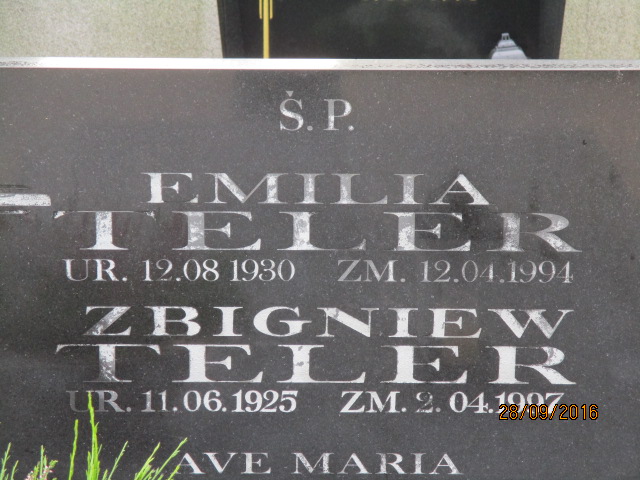 Ś.P.
EMILIA
TELER
UR. 12.08 1930 ZM. 12.04.1994
ZBIGNIEW
TELER
UR. 11.06.1925 ZM. 2.04.1997
28/09/2016
AVE MARIA